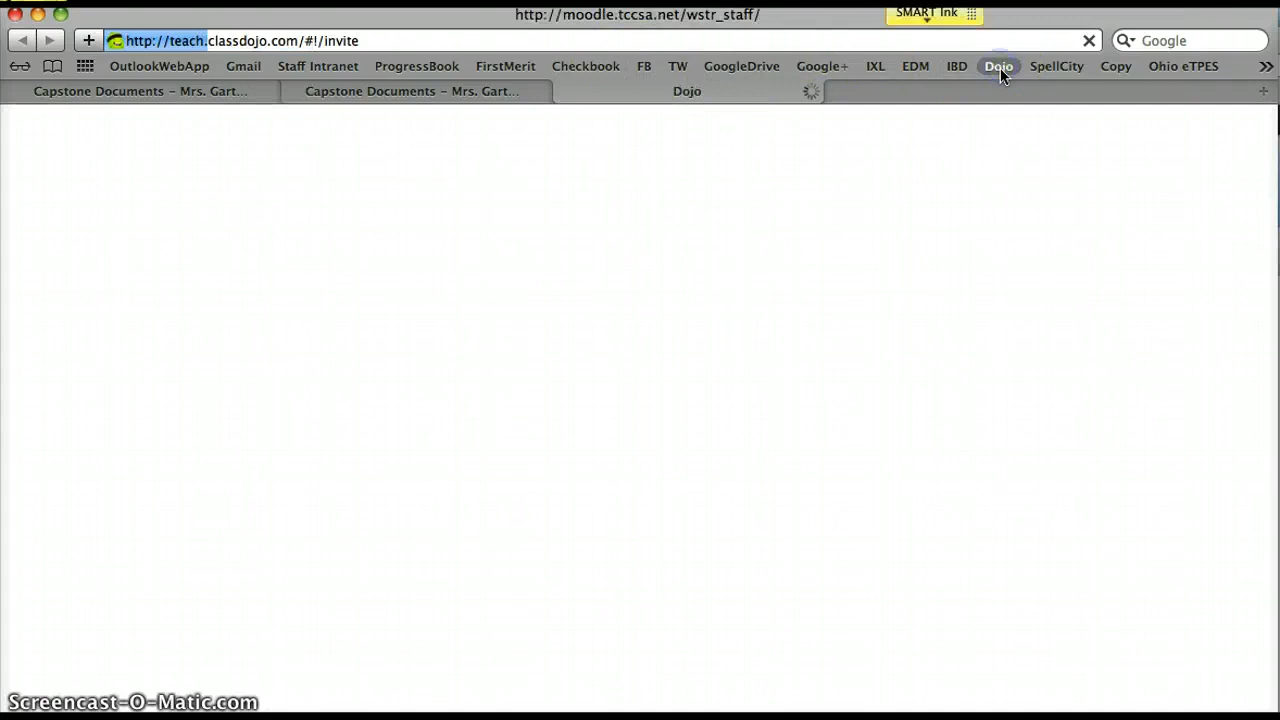 http://moodle.tccsa.net/wstr_staff/
SMART Ink
http://teach.classdojo.com/#!/invite
Google
OutlookWebApp Gmail Staff Intranet ProgressBook FirstMerit Checkbook FB TW GoogleDrive Google+ IXL EDM IBD Dojo SpellCity Copy Ohio eTPES
Capstone Documents – Mrs. Gart... Capstone Documents – Mrs. Gart... Dojo
Screencast-O-Matic.com